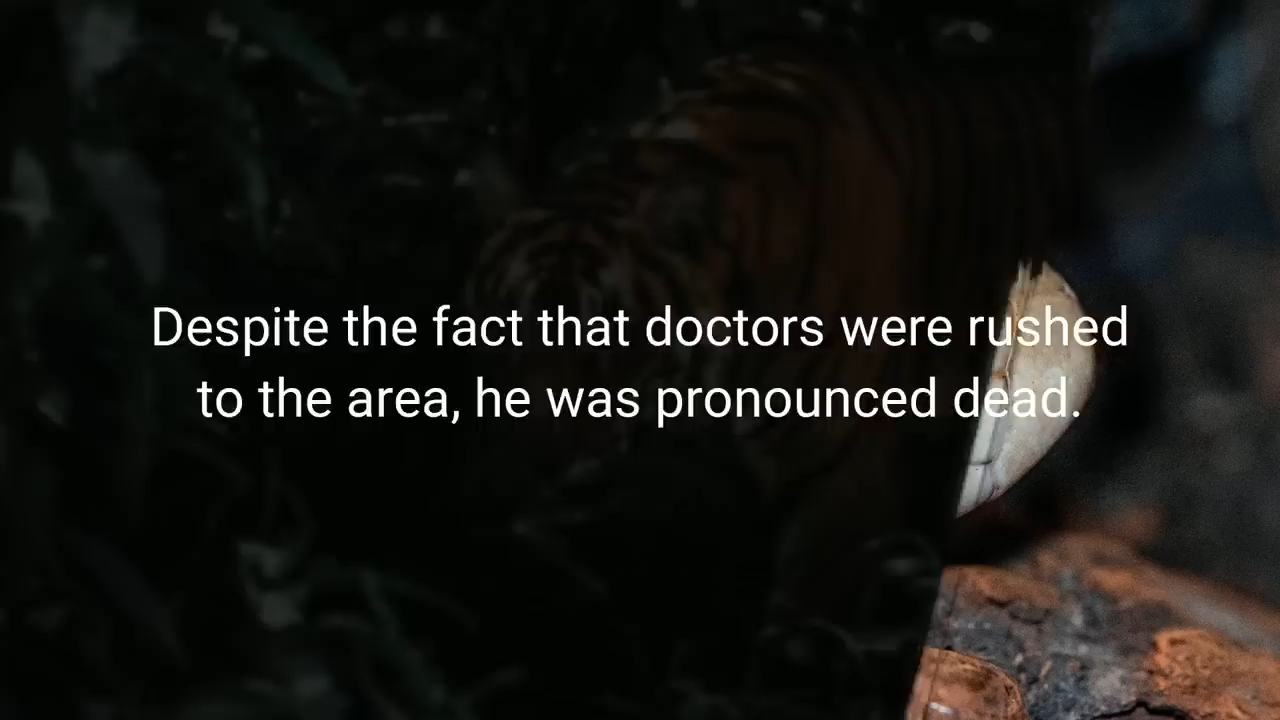 Despite the fact that doctors were rushed
to the area, he was pronounced dead.